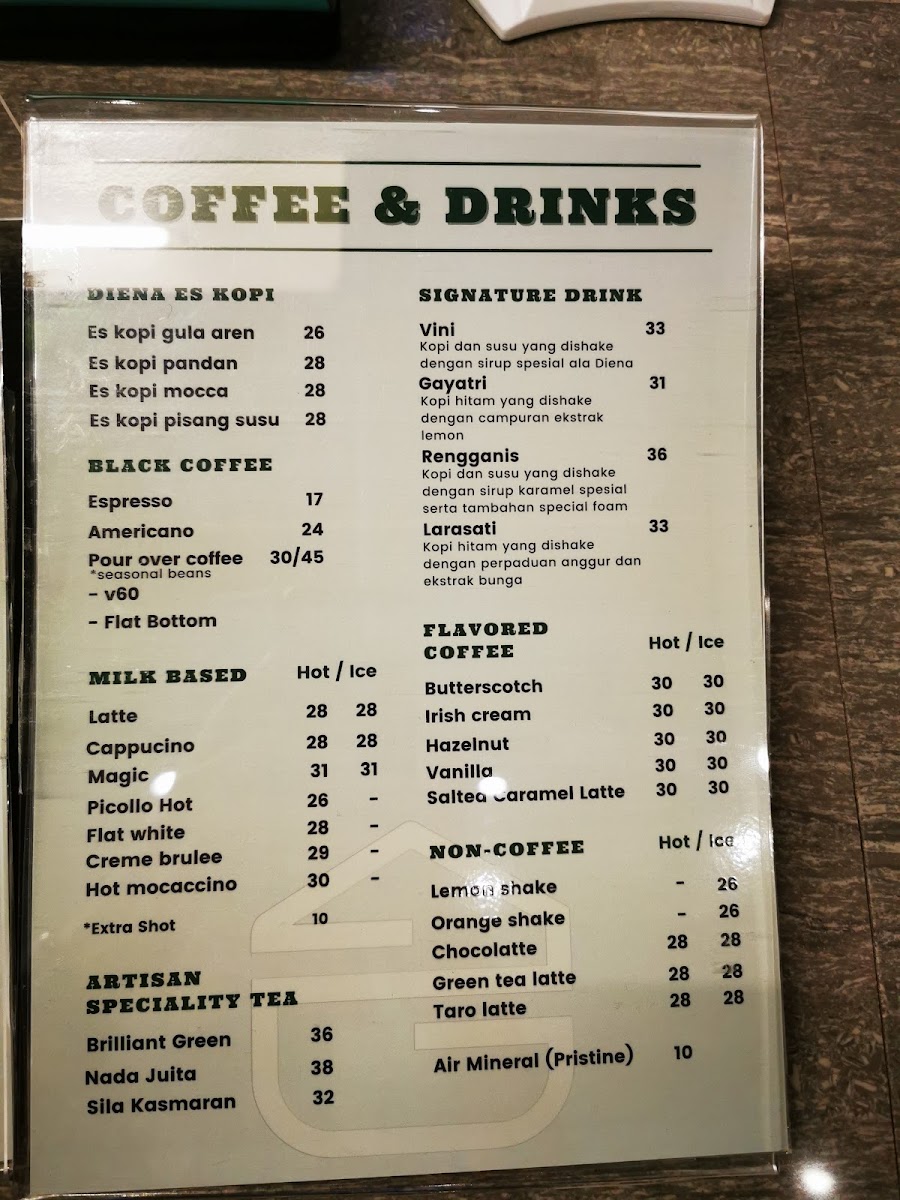 COFFEE & DRINKS
DIENA ES KOPI
Es kopi gula aren 26
Es kopi pandan 28
Es kopi mocca 28
Es kopi pisang susu 28
BLACK COFFEE
Espresso 17
Americano 24
Pour over coffee 30/45
*seasonal beans
- v60
- Flat Bottom
MILK BASED Hot / Ice
Latte 28 28
Cappucino 28 28
Magic 31 31
Picollo Hot 26 -
Flat white 28 -
Creme brulee 29 -
Hot mocaccino 30 -
*Extra Shot 10
ARTISAN
SPECIALITY TEA
Brilliant Green 36
Nada Juita 38
Sila Kasmaran 32
SIGNATURE DRINK
Vini 33
Kopi dan susu yang dishake
dengan sirup spesial ala Diena
Gayatri 31
Kopi hitam yang dishake
dengan campuran ekstrak
lemon
Rengganis 36
Kopi dan susu yang dishake
dengan sirup karamel spesial
serta tambahan special foam
Larasati 33
Kopi hitam yang dishake
dengan perpaduan anggur dan
ekstrak bunga
FLAVORED
COFFEE Hot / Ice
Butterscotch 30 30
Irish cream 30 30
Hazelnut 30 30
Vanilla 30 30
Salted Caramel Latte 30 30
NON-COFFEE Hot / Ice
Lemon shake - 26
Orange shake - 26
Chocolatte 28 28
Green tea latte 28 28
Taro latte 28 28
Air Mineral (Pristine) 10